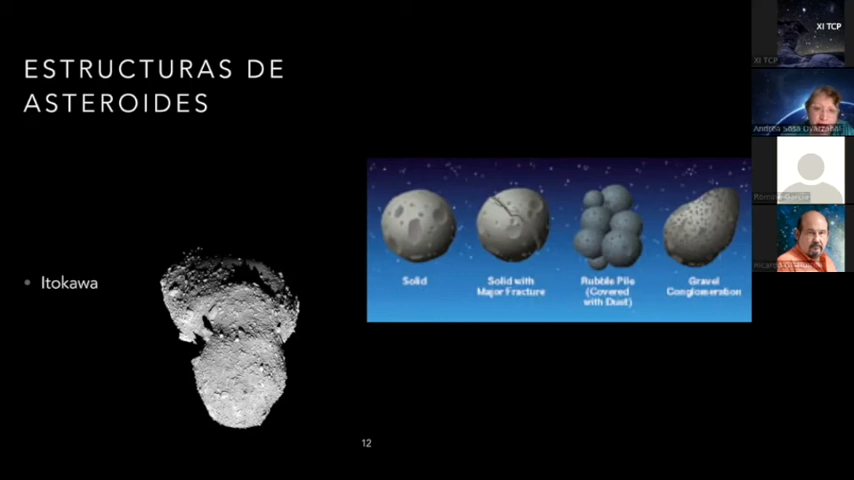 ESTRUCTURAS DE
ASTEROIDES
• Itokawa
Solid
Solid with
Major Fracture
Rubble Pile
(Covered
with Dust)
Gravel
Conglomeration
12
XI TCP
XI TCP
Andrea Sosa Oyarzabal